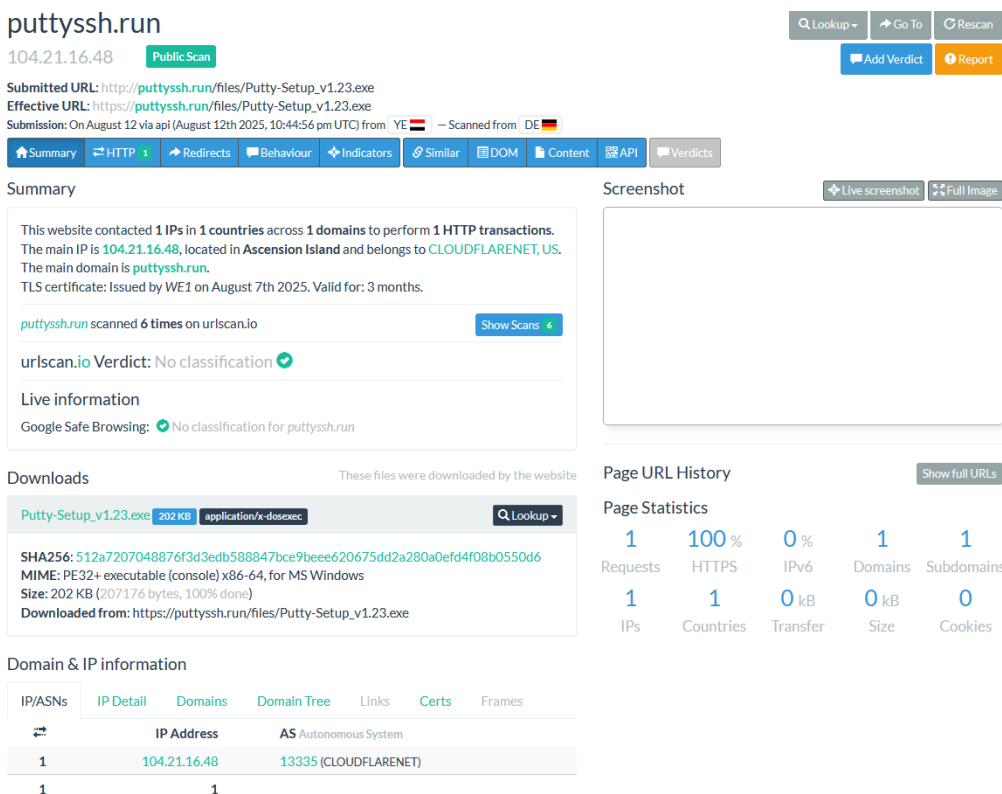 puttyssh.run
Lookup
Go To
Rescan
104.21.16.48
Public Scan
Add Verdict
Report
Submitted URL: http://puttyssh.run/files/Putty-Setup_v1.23.exe
Effective URL: https://puttyssh.run/files/Putty-Setup_v1.23.exe
Submission: On August 12 via api (August 12th 2025, 10:44:56 pm UTC) from YE — Scanned from DE
Summary HTTP 1 Redirects Behaviour Indicators Similar DOM Content API Verdicts
Summary
This website contacted 1 IPs in 1 countries across 1 domains to perform 1 HTTP transactions.
The main IP is 104.21.16.48, located in Ascension Island and belongs to CLOUDFLARENET, US.
The main domain is puttyssh.run.
TLS certificate: Issued by WE1 on August 7th 2025. Valid for: 3 months.
puttyssh.run scanned 6 times on urlscan.io
Show Scans 6
urlscan.io Verdict: No classification
Live information
Google Safe Browsing: No classification for puttyssh.run
Screenshot
Live screenshot
Full Image
Downloads
These files were downloaded by the website
Putty-Setup_v1.23.exe 202 KB application/x-dosexec
Lookup
SHA256: 512a7207048876f3d3edb588847bce9beee620675dd2a280a0efd4f08b0550d6
MIME: PE32+ executable (console) x86-64, for MS Windows
Size: 202 KB (207176 bytes, 100% done)
Downloaded from: https://puttyssh.run/files/Putty-Setup_v1.23.exe
Page URL History
Show full URLs
Page Statistics
1 100 % 0 % 1 1
Requests HTTPS IPv6 Domains Subdomains
1 1 0 kB 0 kB 0
IPs Countries Transfer Size Cookies
Domain & IP information
IP/ASNs IP Detail Domains Domain Tree Links Certs Frames
IP Address AS Autonomous System
1 104.21.16.48 13335 (CLOUDFLARENET)
1 1